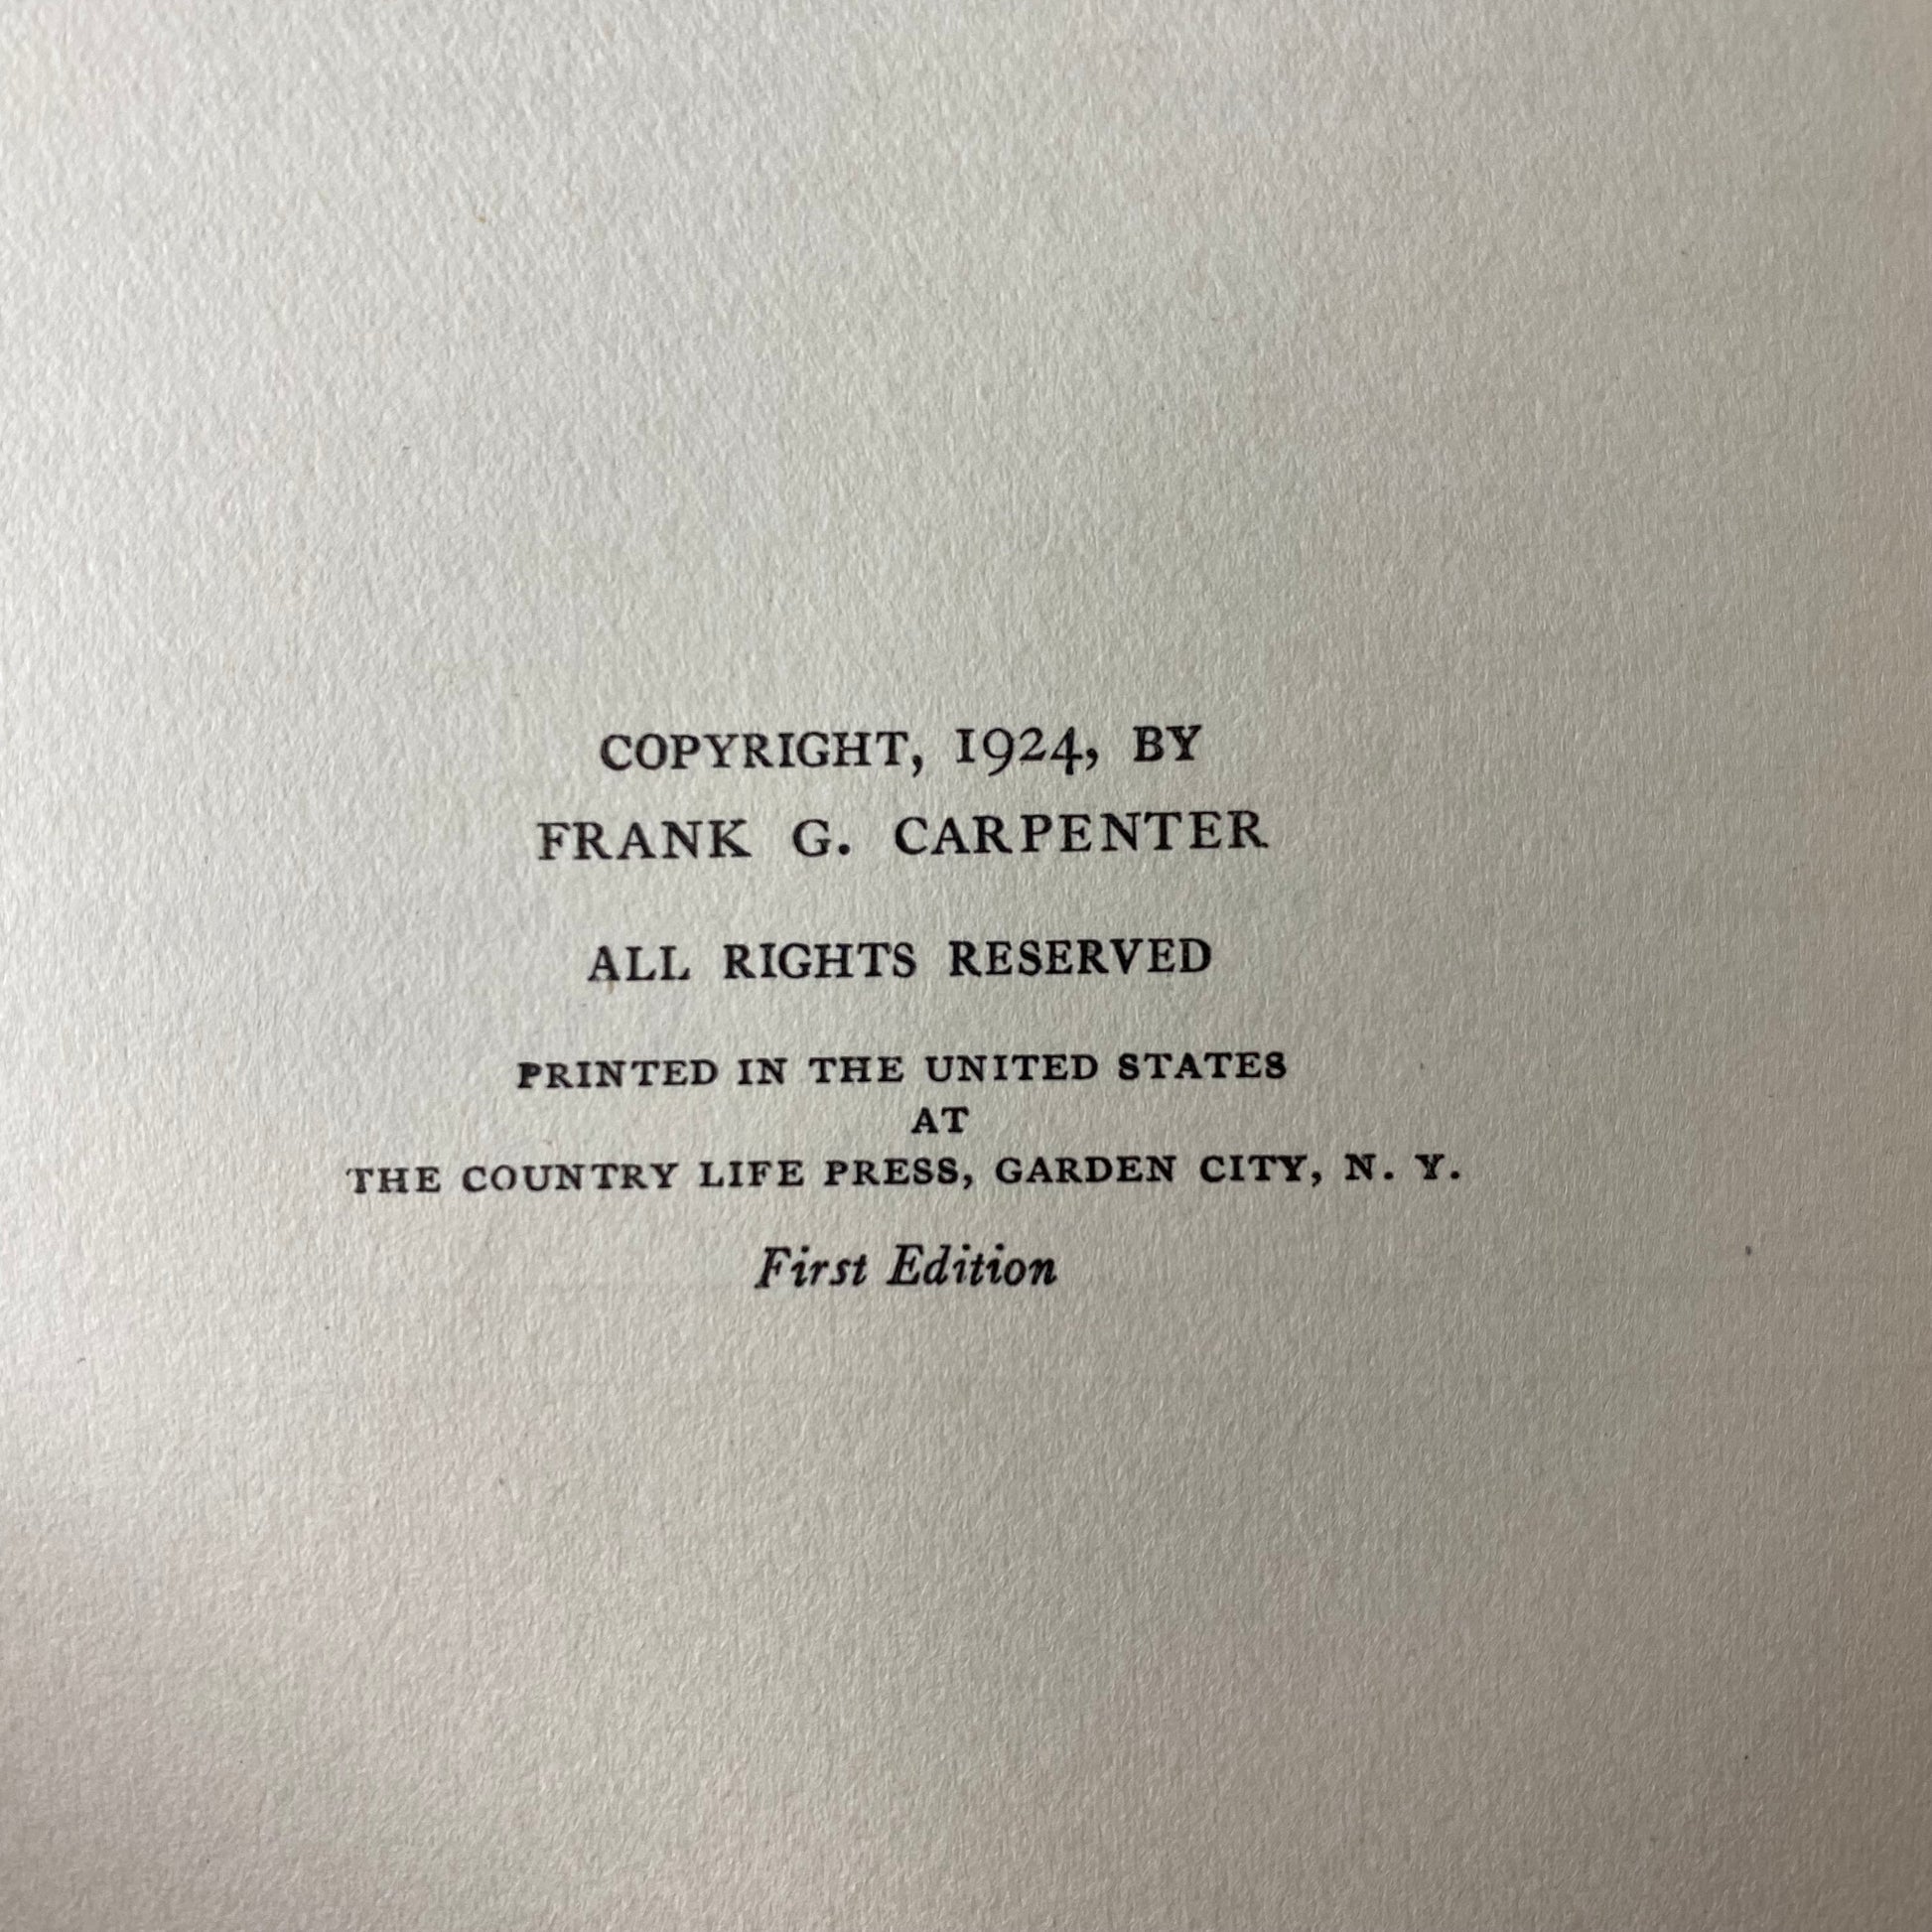 COPYRIGHT, 1924, BY
FRANK G. CARPENTER
ALL RIGHTS RESERVED
PRINTED IN THE UNITED STATES
AT
THE COUNTRY LIFE PRESS, GARDEN CITY, N. Y.
First Edition